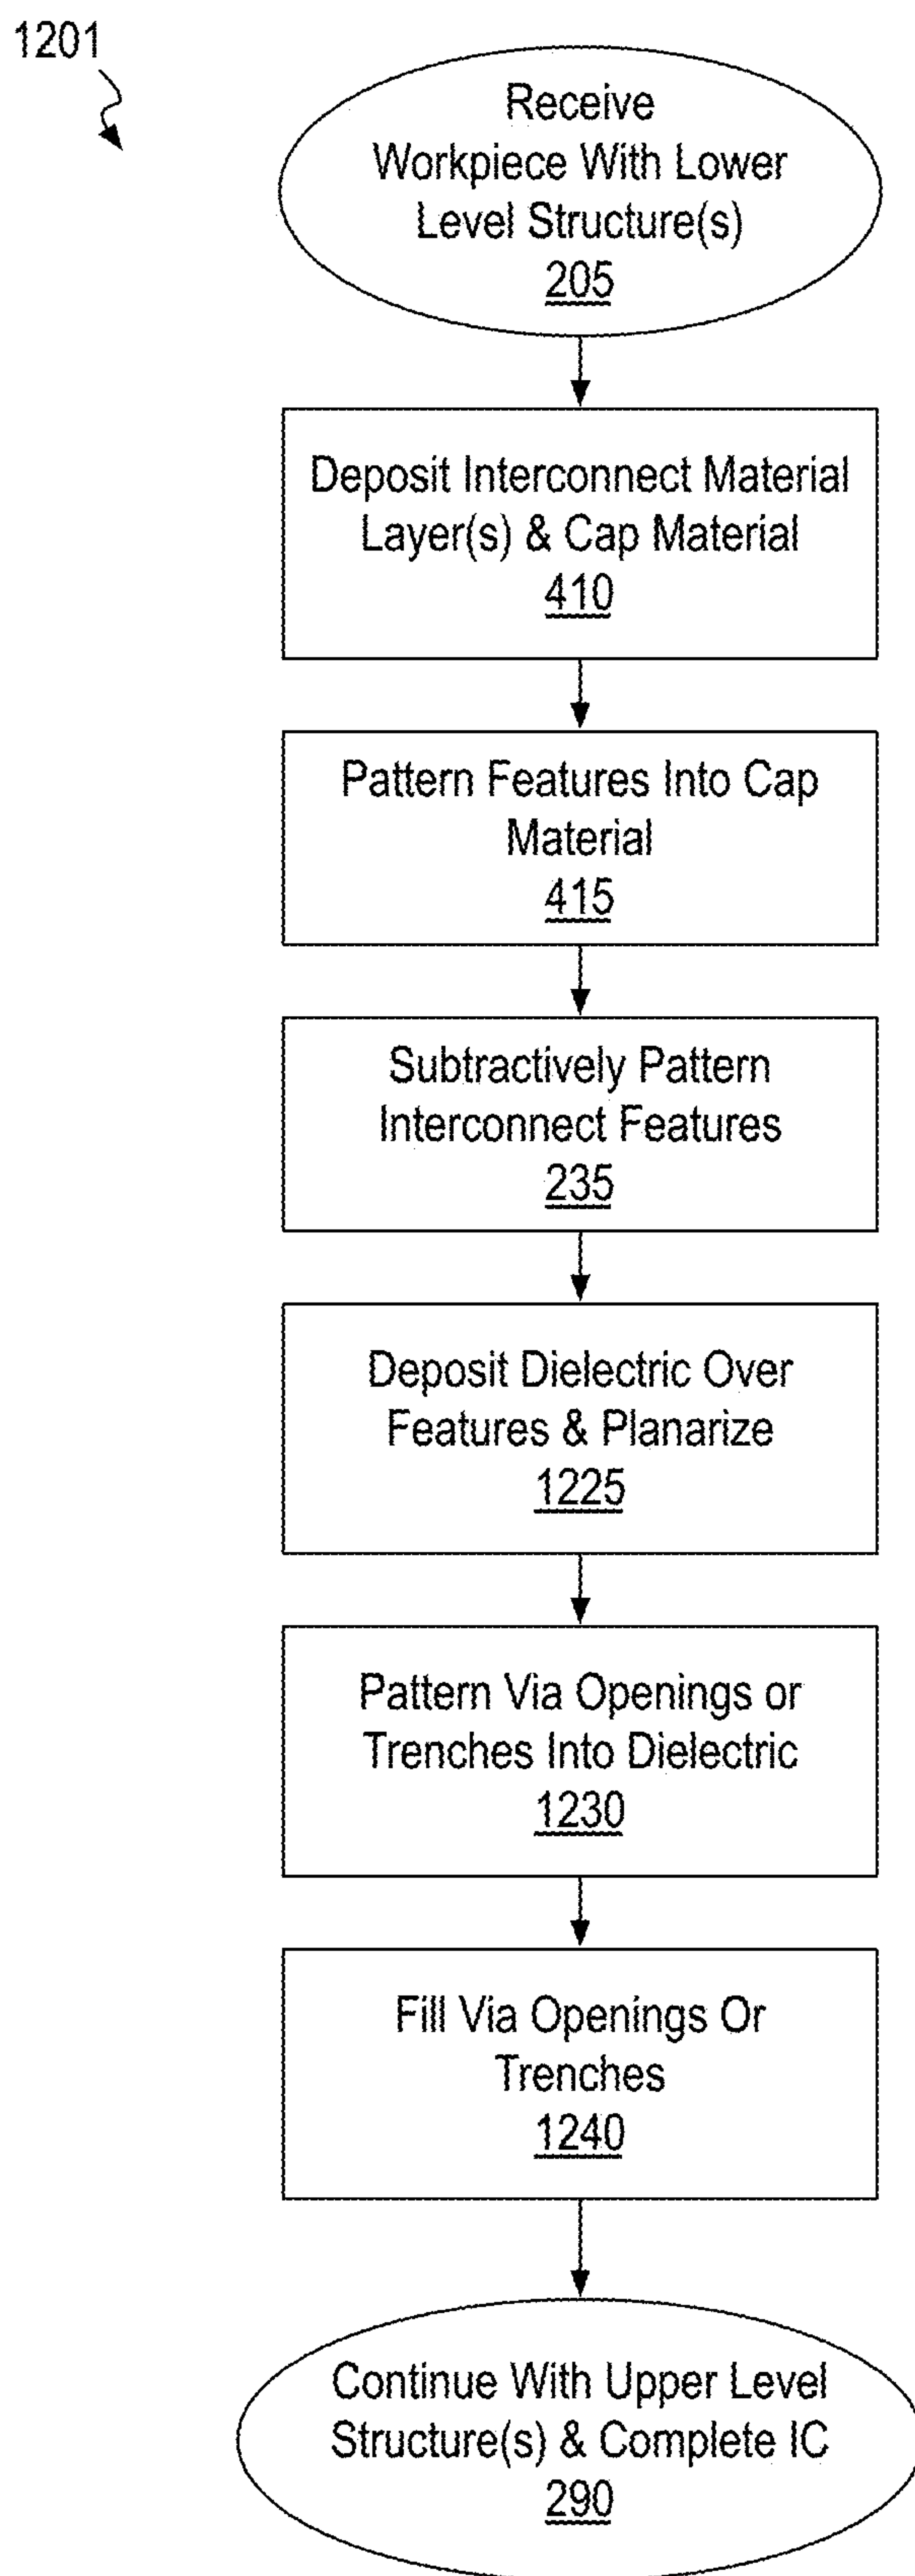 1201
Receive
Workpiece With Lower
Level Structure(s)
205
Deposit Interconnect Material
Layer(s) & Cap Material
410
Pattern Features Into Cap
Material
415
Subtractively Pattern
Interconnect Features
235
Deposit Dielectric Over
Features & Planarize
1225
Pattern Via Openings or
Trenches Into Dielectric
1230
Fill Via Openings Or
Trenches
1240
Continue With Upper Level
Structure(s) & Complete IC
290